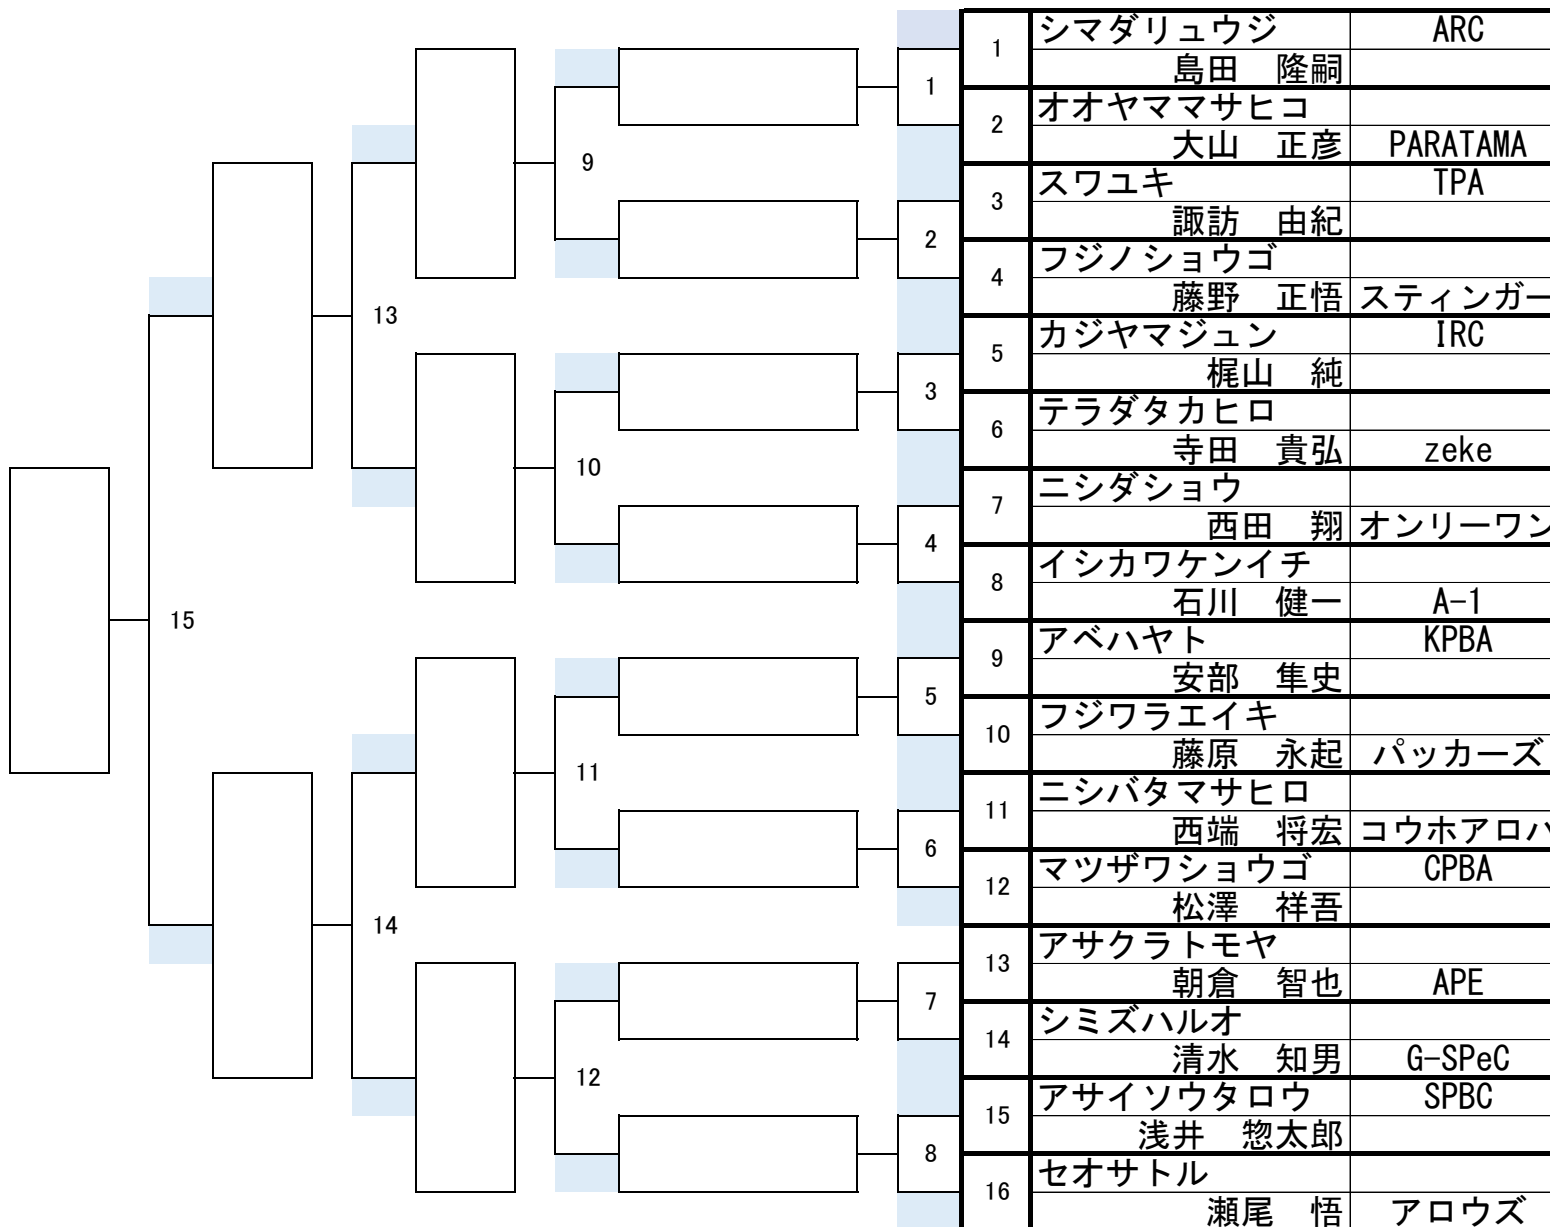 1 シマダリュウジ ARC
島田 隆嗣
2 オオヤママサヒコ
大山 正彦 PARATAMA
3 スワユキ TPA
諏訪 由紀
4 フジノショウゴ
藤野 正悟 スティンガー
5 カジヤマジュン IRC
梶山 純
6 テラダタカヒロ
寺田 貴弘 zeke
7 ニシダショウ
西田 翔 オンリーワン
8 イシカワケンイチ
石川 健一 A-1
9 アベハヤト KPBA
安部 隼史
10 フジワラエイキ
藤原 永起 パッカーズ
11 ニシバタマサヒロ
西端 将宏 コウホアロハ
12 マツザワショウゴ CPBA
松澤 祥吾
13 アサクラトモヤ
朝倉 智也 APE
14 シミズハルオ
清水 知男 G-SPeC
15 アサイソウタロウ SPBC
浅井 惣太郎
16 セオサトル
瀬尾 悟 アロウズ
1
2
3
4
5
6
7
8
9
10
11
12
13
14
15